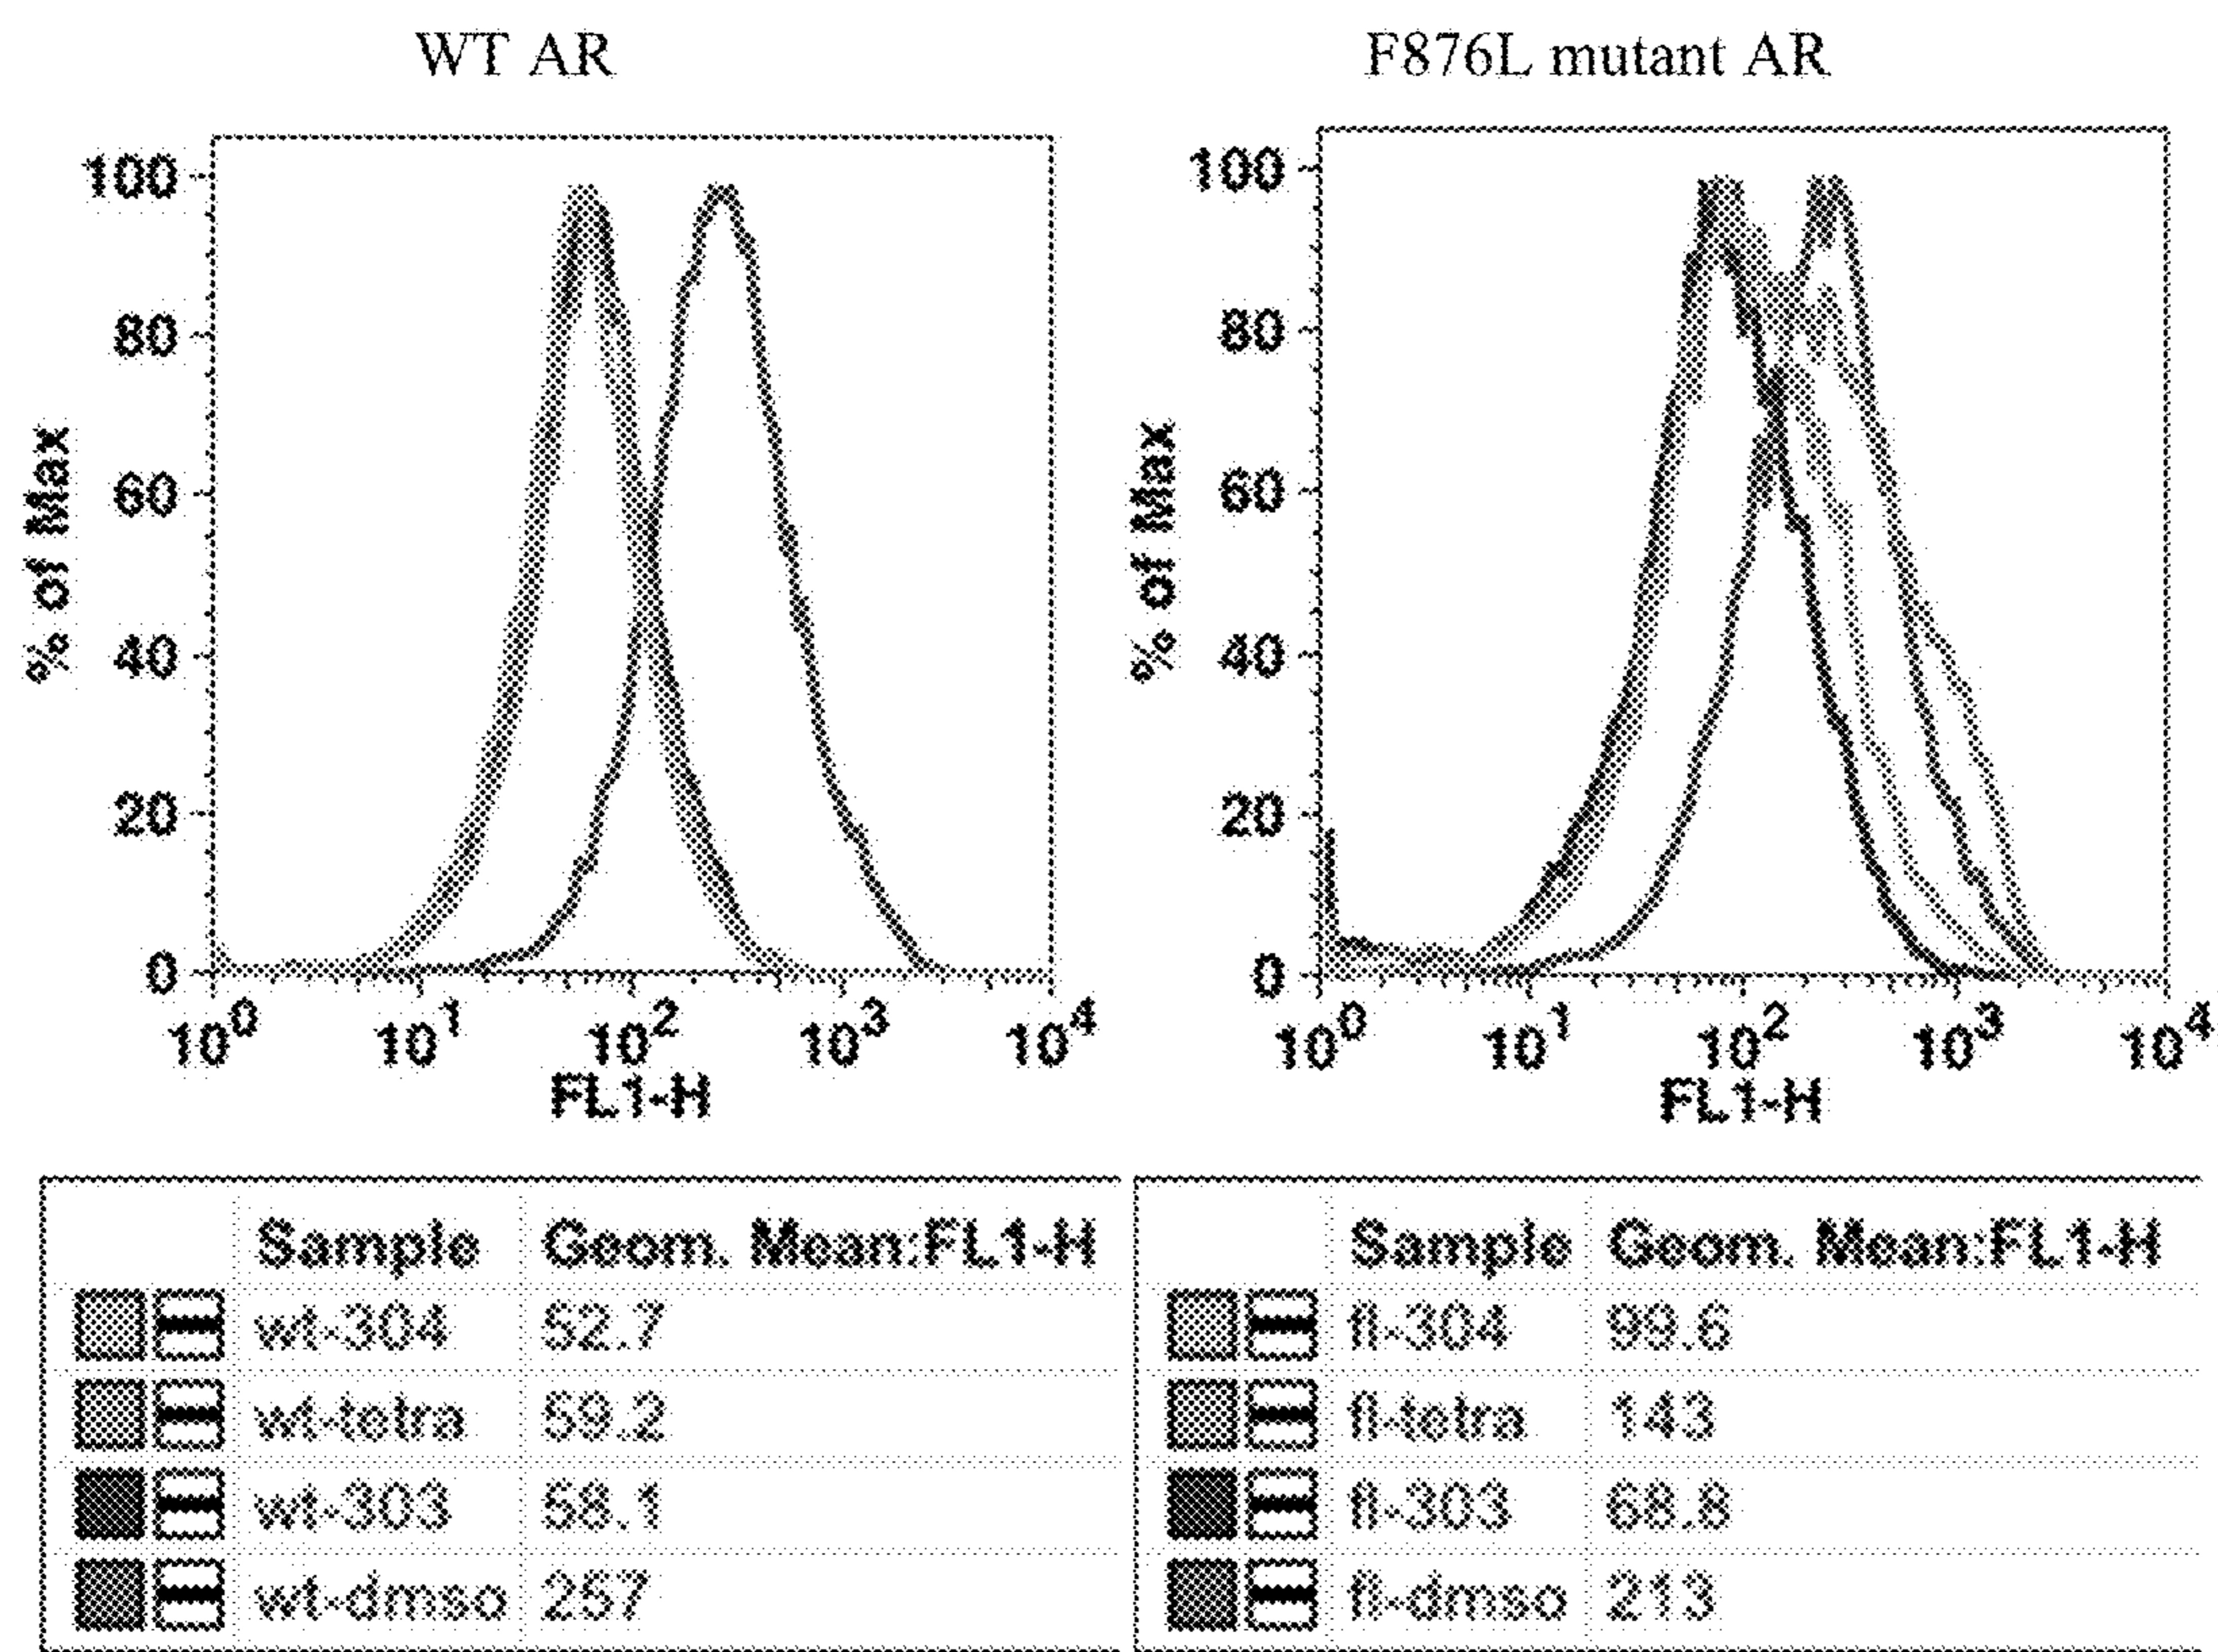 WT AR
F876L mutant AR
100
80
60
40
20
0
% of Max
10^0 10^1 10^2 10^3 10^4
FL1-H
100
80
60
40
20
0
% of Max
10^0 10^1 10^2 10^3 10^4
FL1-H
Sample Geom. Mean:FL1-H
wt-304 52.7
wt-tetra 59.2
wt-303 58.1
wt-dmso 257
Sample Geom. Mean:FL1-H
fl-304 99.6
fl-tetra 143
fl-303 68.8
fl-dmso 213